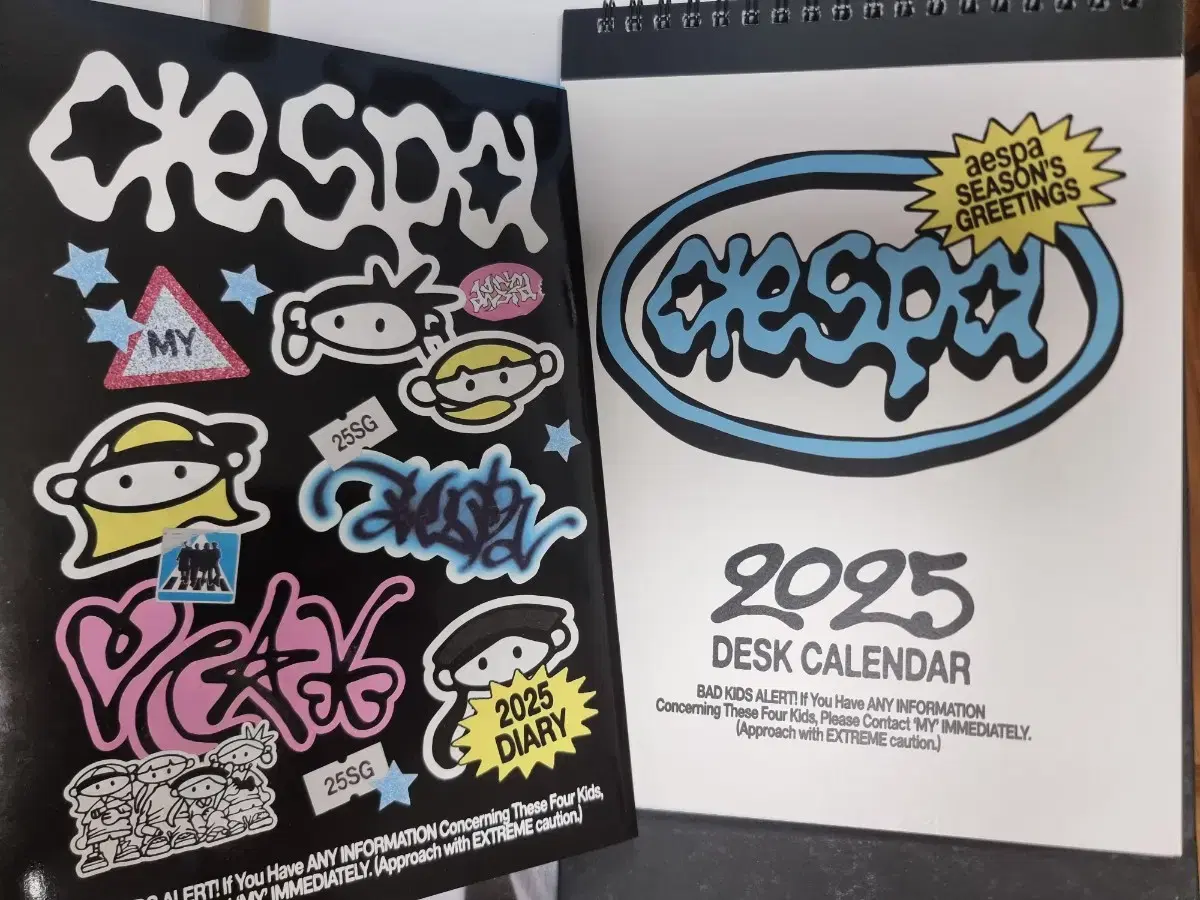 aespa
MY
aespa
25SG
aespa
2025
DIARY
25SG
ALERT! If You Have ANY INFORMATION Concerning These Four Kids,
'MY' IMMEDIATELY. (Approach with EXTREME caution.)
aespa
SEASON'S
GREETINGS
aespa
2025
DESK CALENDAR
BAD KIDS ALERT! If You Have ANY INFORMATION
Concerning These Four Kids, Please Contact 'MY' IMMEDIATELY.
(Approach with EXTREME caution.)